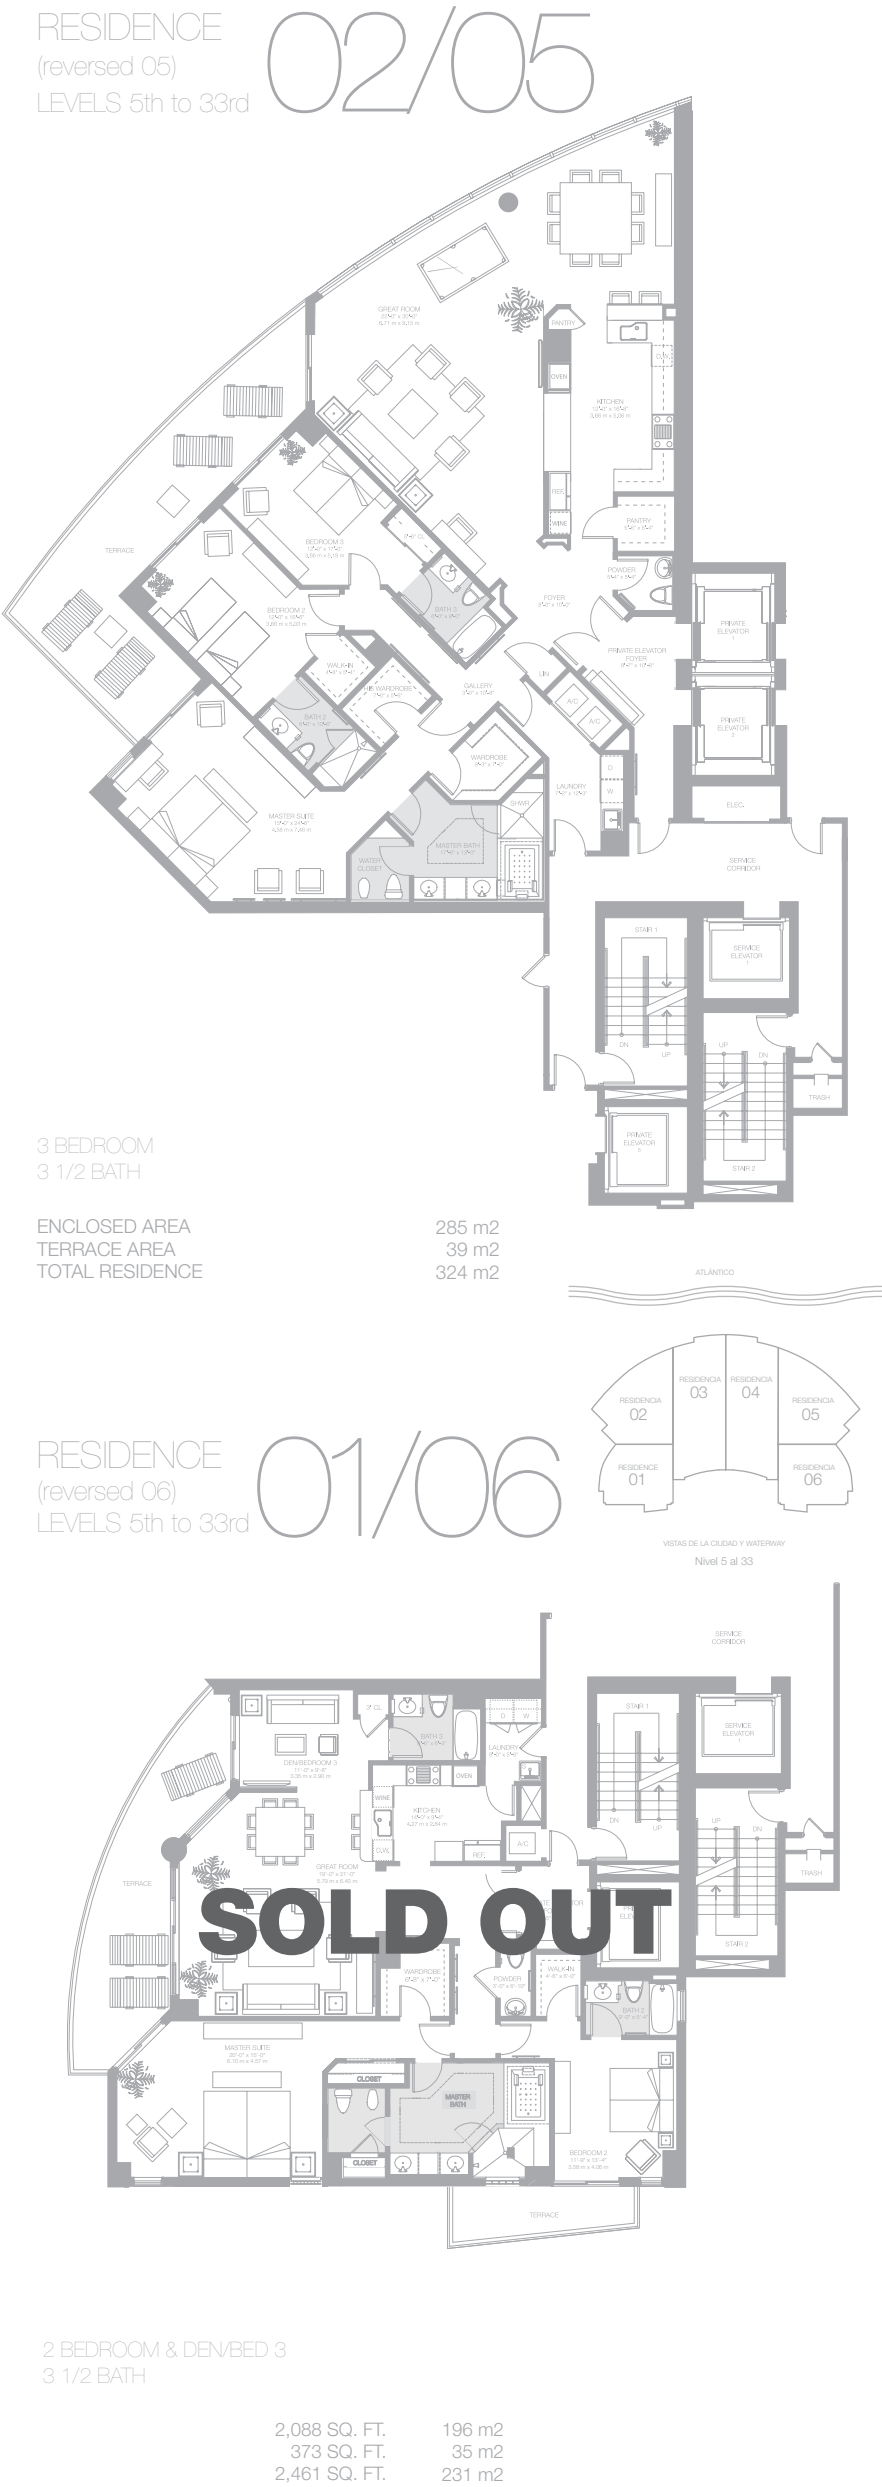 RESIDENCE 02/05
(reversed 05)
LEVELS 5th to 33rd
GREAT ROOM
PANTRY
D.W.
OVEN
KITCHEN
REF.
WINE
PANTRY
BEDROOM 3
TERRACE
POWDER
BATH 3
FOYER
BEDROOM 2
PRIVATE ELEVATOR 1
PRIVATE ELEVATOR FOYER
WALK-IN
LIN
GALLERY
HIS WARDROBE
A/C
A/C
BATH 2
PRIVATE ELEVATOR 2
WARDROBE
D
LAUNDRY
W
SHWR
ELEC.
MASTER SUITE
MASTER BATH
WATER CLOSET
SERVICE CORRIDOR
STAIR 1
SERVICE ELEVATOR 1
DN
UP
UP
DN
TRASH
PRIVATE ELEVATOR 3
STAIR 2
3 BEDROOM
3 1/2 BATH
ENCLOSED AREA 285 m2
TERRACE AREA 39 m2
TOTAL RESIDENCE 324 m2
ATLÁNTICO
RESIDENCIA 03
RESIDENCIA 04
RESIDENCIA 02
RESIDENCIA 05
RESIDENCE 01
RESIDENCIA 06
VISTAS DE LA CIUDAD Y WATERWAY
Nivel 5 al 33
RESIDENCE 01/06
(reversed 06)
LEVELS 5th to 33rd
SERVICE CORRIDOR
3' CL.
D
W
STAIR 1
BATH 3
LAUNDRY
SERVICE ELEVATOR 1
DEN/BEDROOM 3
OVEN
WINE
KITCHEN
DN
UP
UP
DN
D.W.
REF.
A/C
GREAT ROOM
TERRACE
TRASH
SOLD OUT
STAIR 2
WARDROBE
POWDER
WALK-IN
BATH 2
MASTER SUITE
CLOSET
MASTER BATH
BEDROOM 2
CLOSET
TERRACE
2 BEDROOM & DEN/BED 3
3 1/2 BATH
2,088 SQ. FT. 196 m2
373 SQ. FT. 35 m2
2,461 SQ. FT. 231 m2